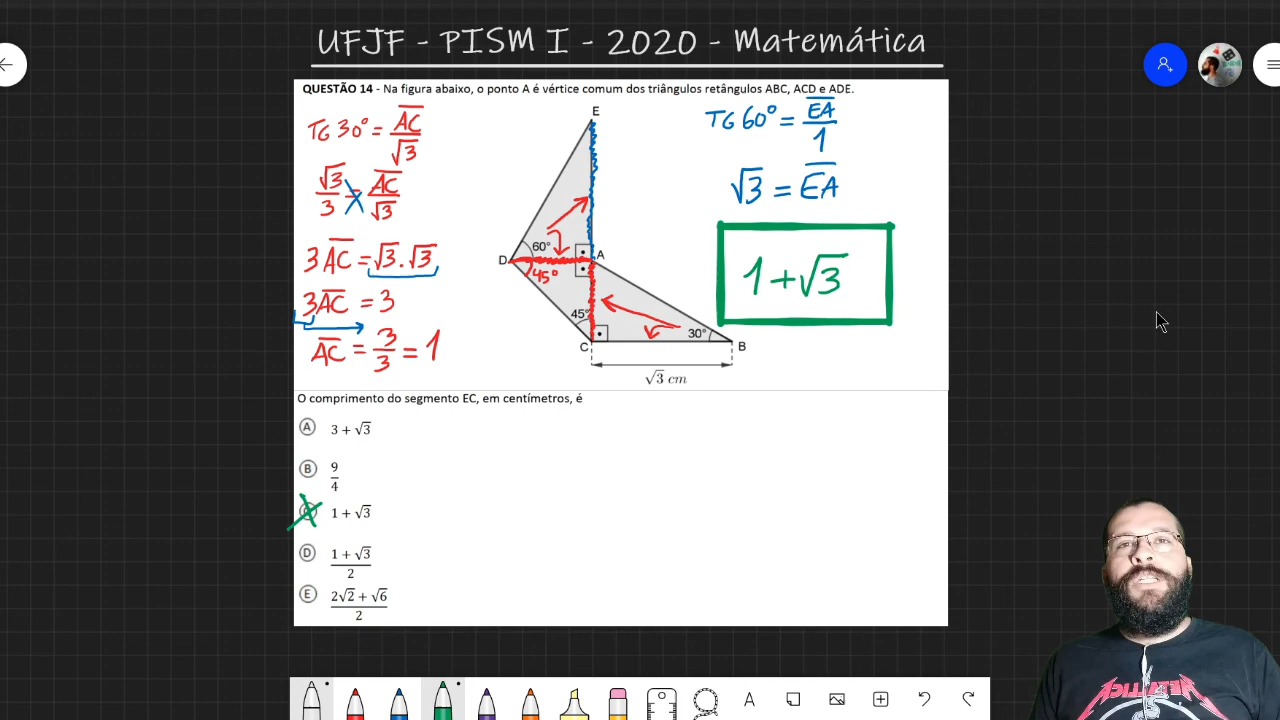 UFJF - PISM I - 2020 - Matemática
QUESTÃO 14 - Na figura abaixo, o ponto A é vértice comum dos triângulos retângulos ABC, ACD e ADE.
TG 30° = AC/√3
√3/3 = AC/√3
3AC = √3.√3
3AC = 3
AC = 3/3 = 1
E
60°
D
A
45°
45°
30°
C
B
√3 cm
TG 60° = EA/1
√3 = EA
1+√3
O comprimento do segmento EC, em centímetros, é
A 3 + √3
B 9/4
C 1 + √3
D 1 + √3/2
E 2√2 + √6/2
A
METALLICA